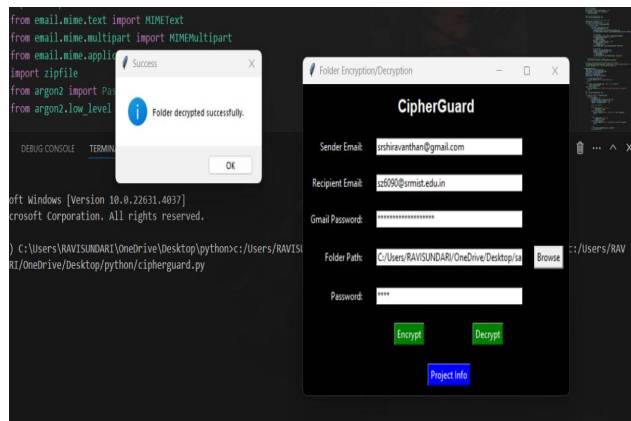 from email.mime.text import MIMEText
from email.mime.multipart import MIMEMultipart
from email.mime.applic
import zipfile
from argon2 import Pas
from argon2.low_level
Success
Folder decrypted successfully.
OK
DEBUG CONSOLE TERMIN
oft Windows [Version 10.0.22631.4037]
crosoft Corporation. All rights reserved.
) C:\Users\RAVISUNDARI\OneDrive\Desktop\python>c:/Users/RAVISU
c:/Users/RAV
RI/OneDrive/Desktop/python/cipherguard.py
Folder Encryption/Decryption
CipherGuard
Sender Email: srshiravanthan@gmail.com
Recipient Email: sz6090@srmist.edu.in
Gmail Password: *******************
Folder Path: C:/Users/RAVISUNDARI/OneDrive/Desktop/sa Browse
Password: ****
Encrypt Decrypt
Project Info